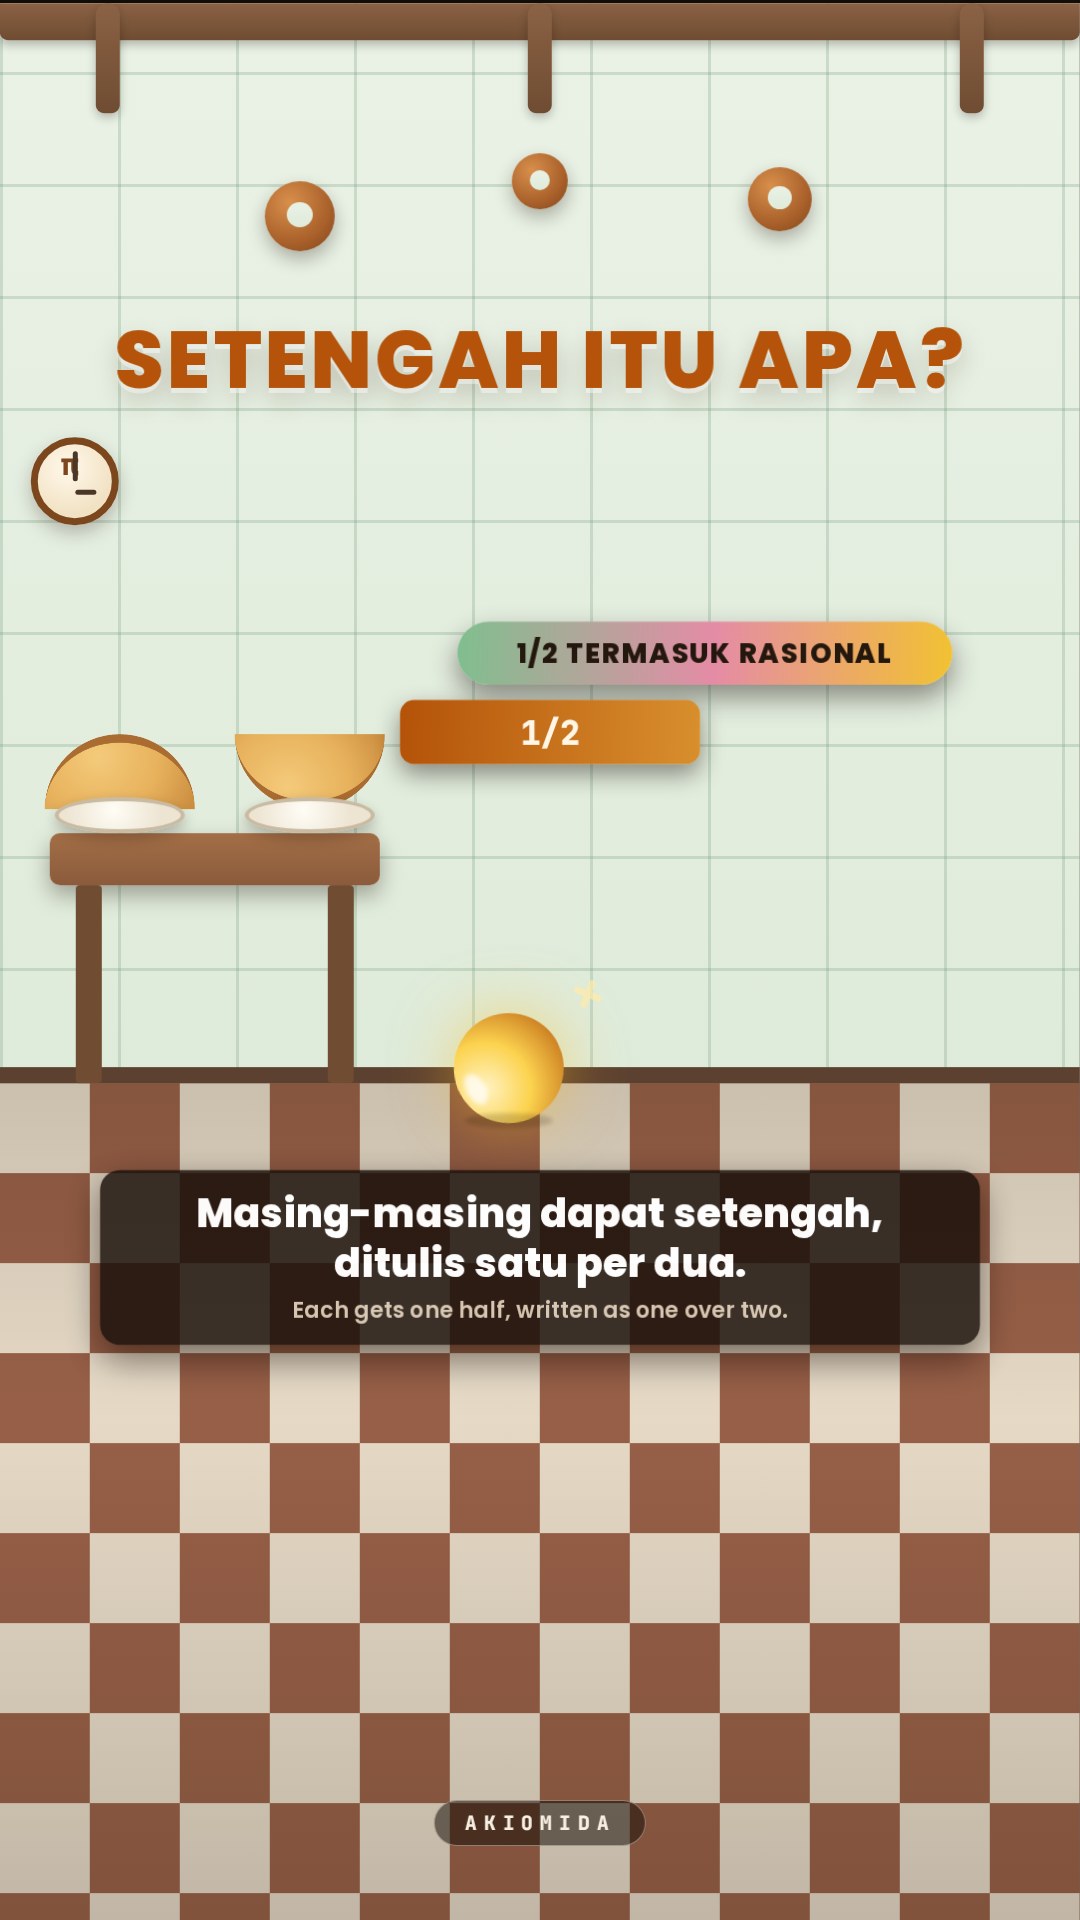 SETENGAH ITU APA?
π
1/2 TERMASUK RASIONAL
1/2
Masing-masing dapat setengah,
ditulis satu per dua.
Each gets one half, written as one over two.
AKIOMIDA